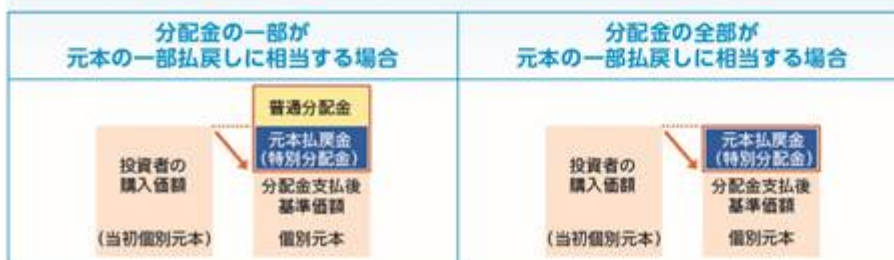 分配金の一部が
元本の一部払戻しに相当する場合
分配金の全部が
元本の一部払戻しに相当する場合
投資者の
購入価額
(当初個別元本)
普通分配金
元本払戻金
(特別分配金)
分配金支払後
基準価額
個別元本
投資者の
購入価額
(当初個別元本)
元本払戻金
(特別分配金)
分配金支払後
基準価額
個別元本